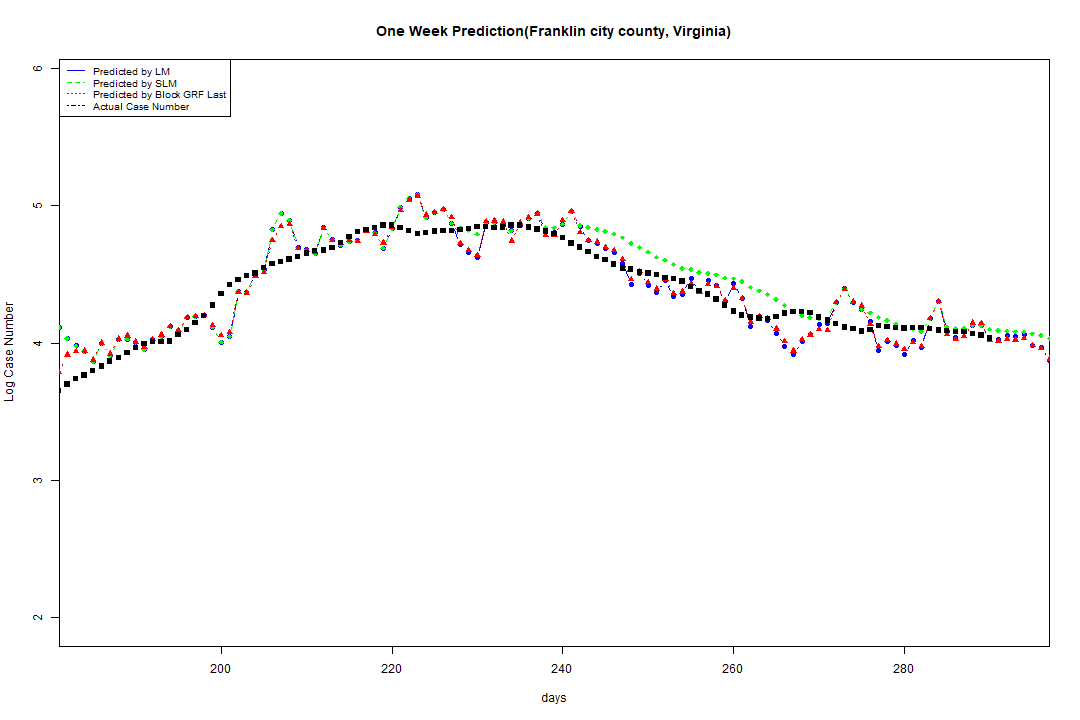 One Week Prediction(Franklin city county, Virginia)
Predicted by LM
Predicted by SLM
Predicted by Block GRF Last
Actual Case Number
6
5
4
3
2
Log Case Number
200 220 240 260 280
days